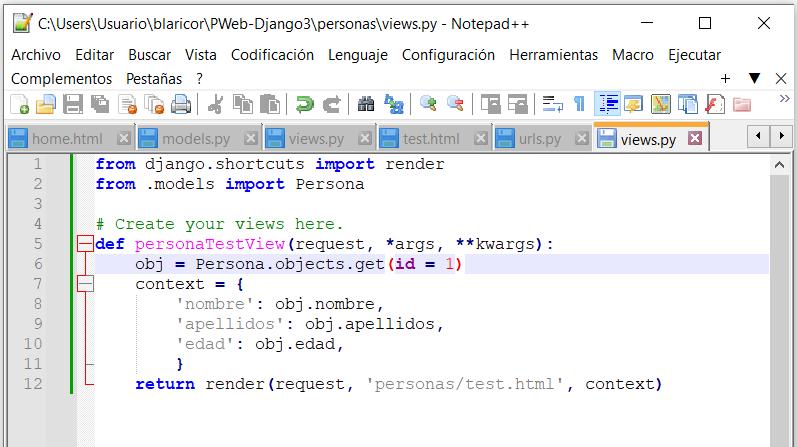 C:\Users\Usuario\blaricor\PWeb-Django3\personas\views.py - Notepad++
Archivo Editar Buscar Vista Codificación Lenguaje Configuración Herramientas Macro Ejecutar
Complementos Pestañas ? + ▼ X
home.html models.py views.py test.html urls.py views.py
1 from django.shortcuts import render
2 from .models import Persona
3
4 # Create your views here.
5 def personaTestView(request, *args, **kwargs):
6     obj = Persona.objects.get(id = 1)
7     context = {
8         'nombre': obj.nombre,
9         'apellidos': obj.apellidos,
10         'edad': obj.edad,
11         }
12     return render(request, 'personas/test.html', context)